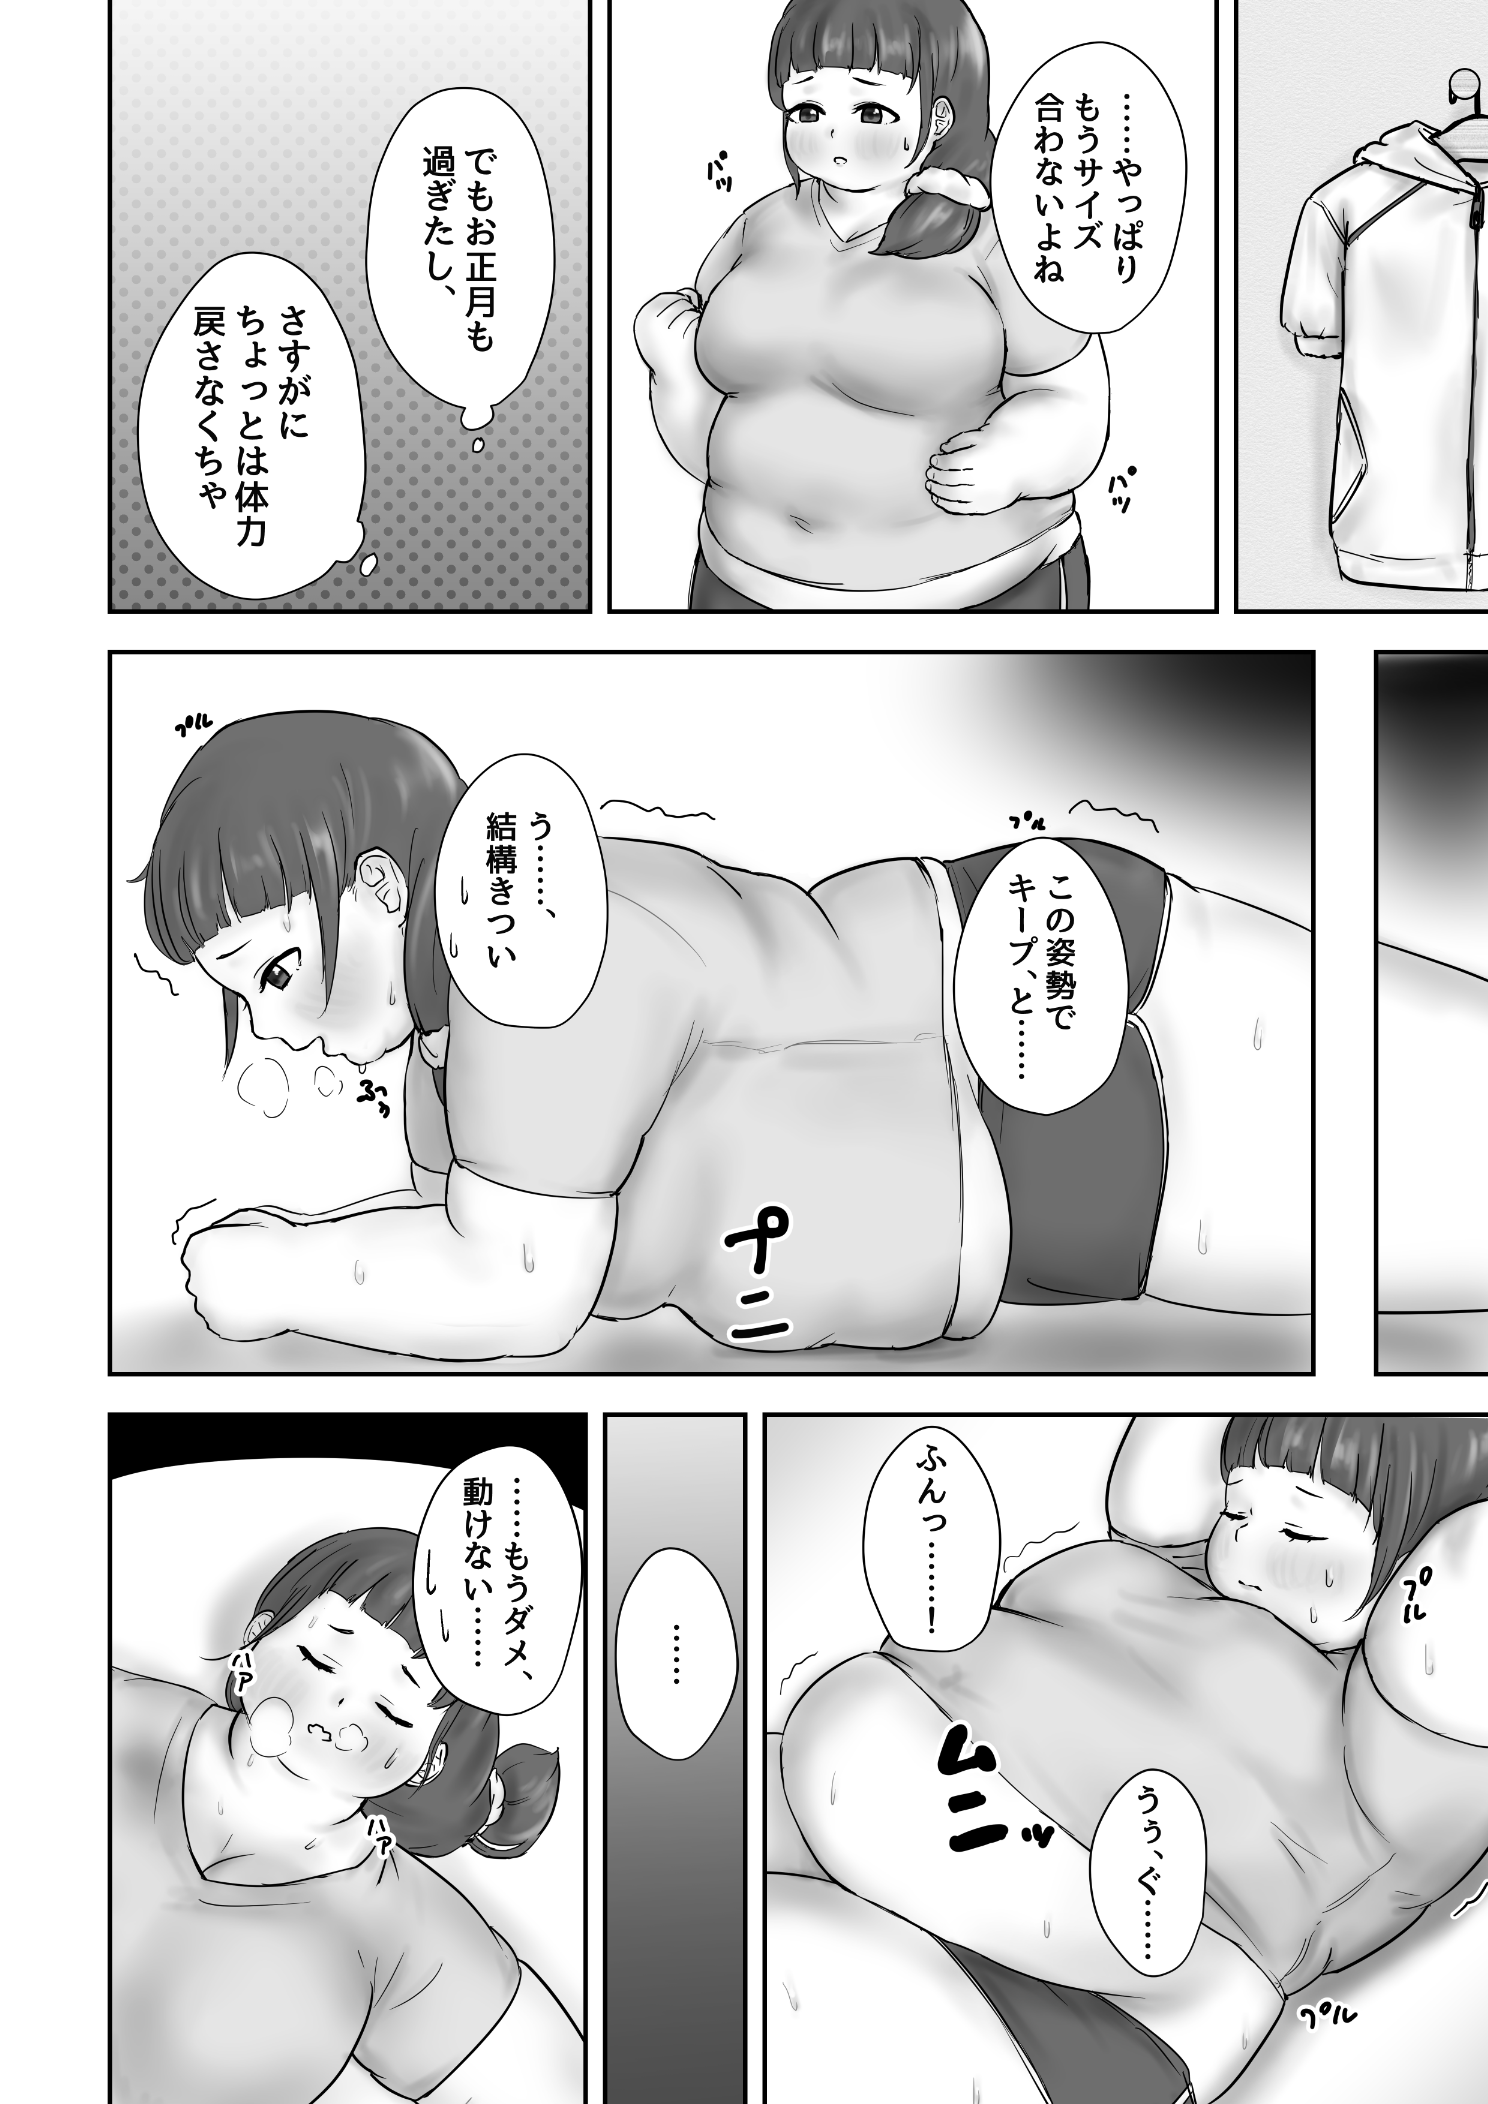 ……やっぱり
もうサイズ
合わないよね
パッ
パッ
でもお正月も
過ぎたし、
さすがに
ちょっとは体力
戻さなくちゃ
この姿勢で
キープ、と……
プル
う……、
結構きつい
プル
ふぅ
プニ
ふんっ……！
プル
ムニッ
うぅ、ぐ……
プル
……
……もうダメ、
動けない……
ハァ
ハァ